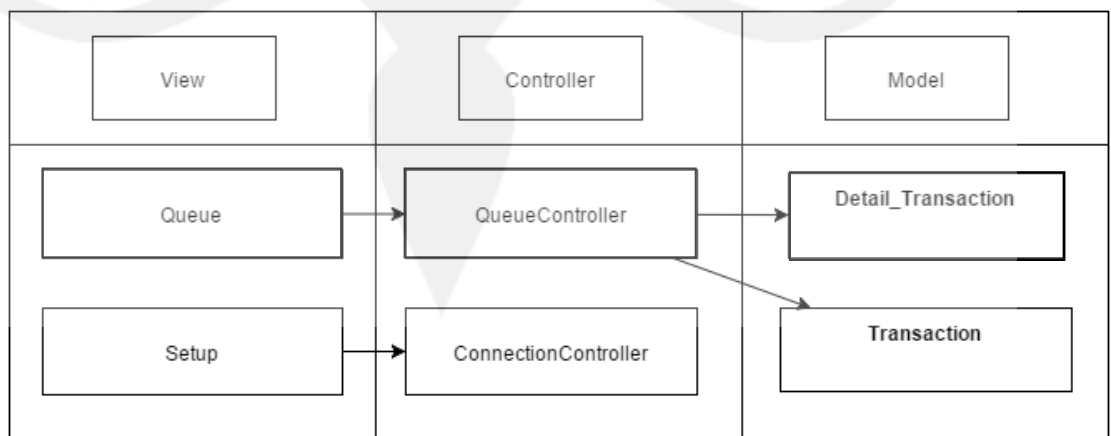 View
Controller
Model
Queue
QueueController
Detail_Transaction
Setup
ConnectionController
Transaction